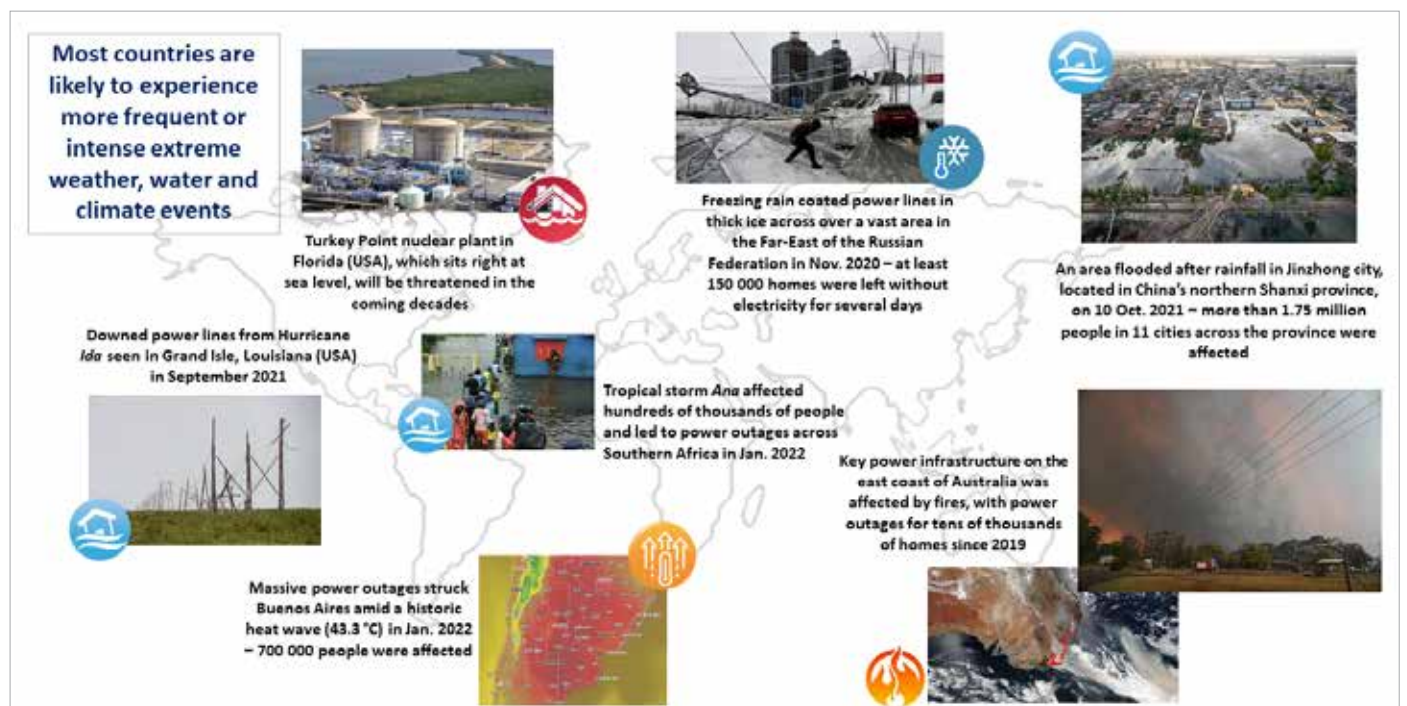 Most countries are
likely to experience
more frequent or
intense extreme
weather, water and
climate events
Turkey Point nuclear plant in
Florida (USA), which sits right at
sea level, will be threatened in the
coming decades
Freezing rain coated power lines in
thick ice across over a vast area in
the Far-East of the Russian
Federation in Nov. 2020 – at least
150 000 homes were left without
electricity for several days
An area flooded after rainfall in Jinzhong city,
located in China's northern Shanxi province,
on 10 Oct. 2021 – more than 1.75 million
people in 11 cities across the province were
affected
Downed power lines from Hurricane
Ida seen in Grand Isle, Louisiana (USA)
in September 2021
Tropical storm Ana affected
hundreds of thousands of people
and led to power outages across
Southern Africa in Jan. 2022
Key power infrastructure on the
east coast of Australia was
affected by fires, with power
outages for tens of thousands
of homes since 2019
Massive power outages struck
Buenos Aires amid a historic
heat wave (43.3 °C) in Jan. 2022
– 700 000 people were affected